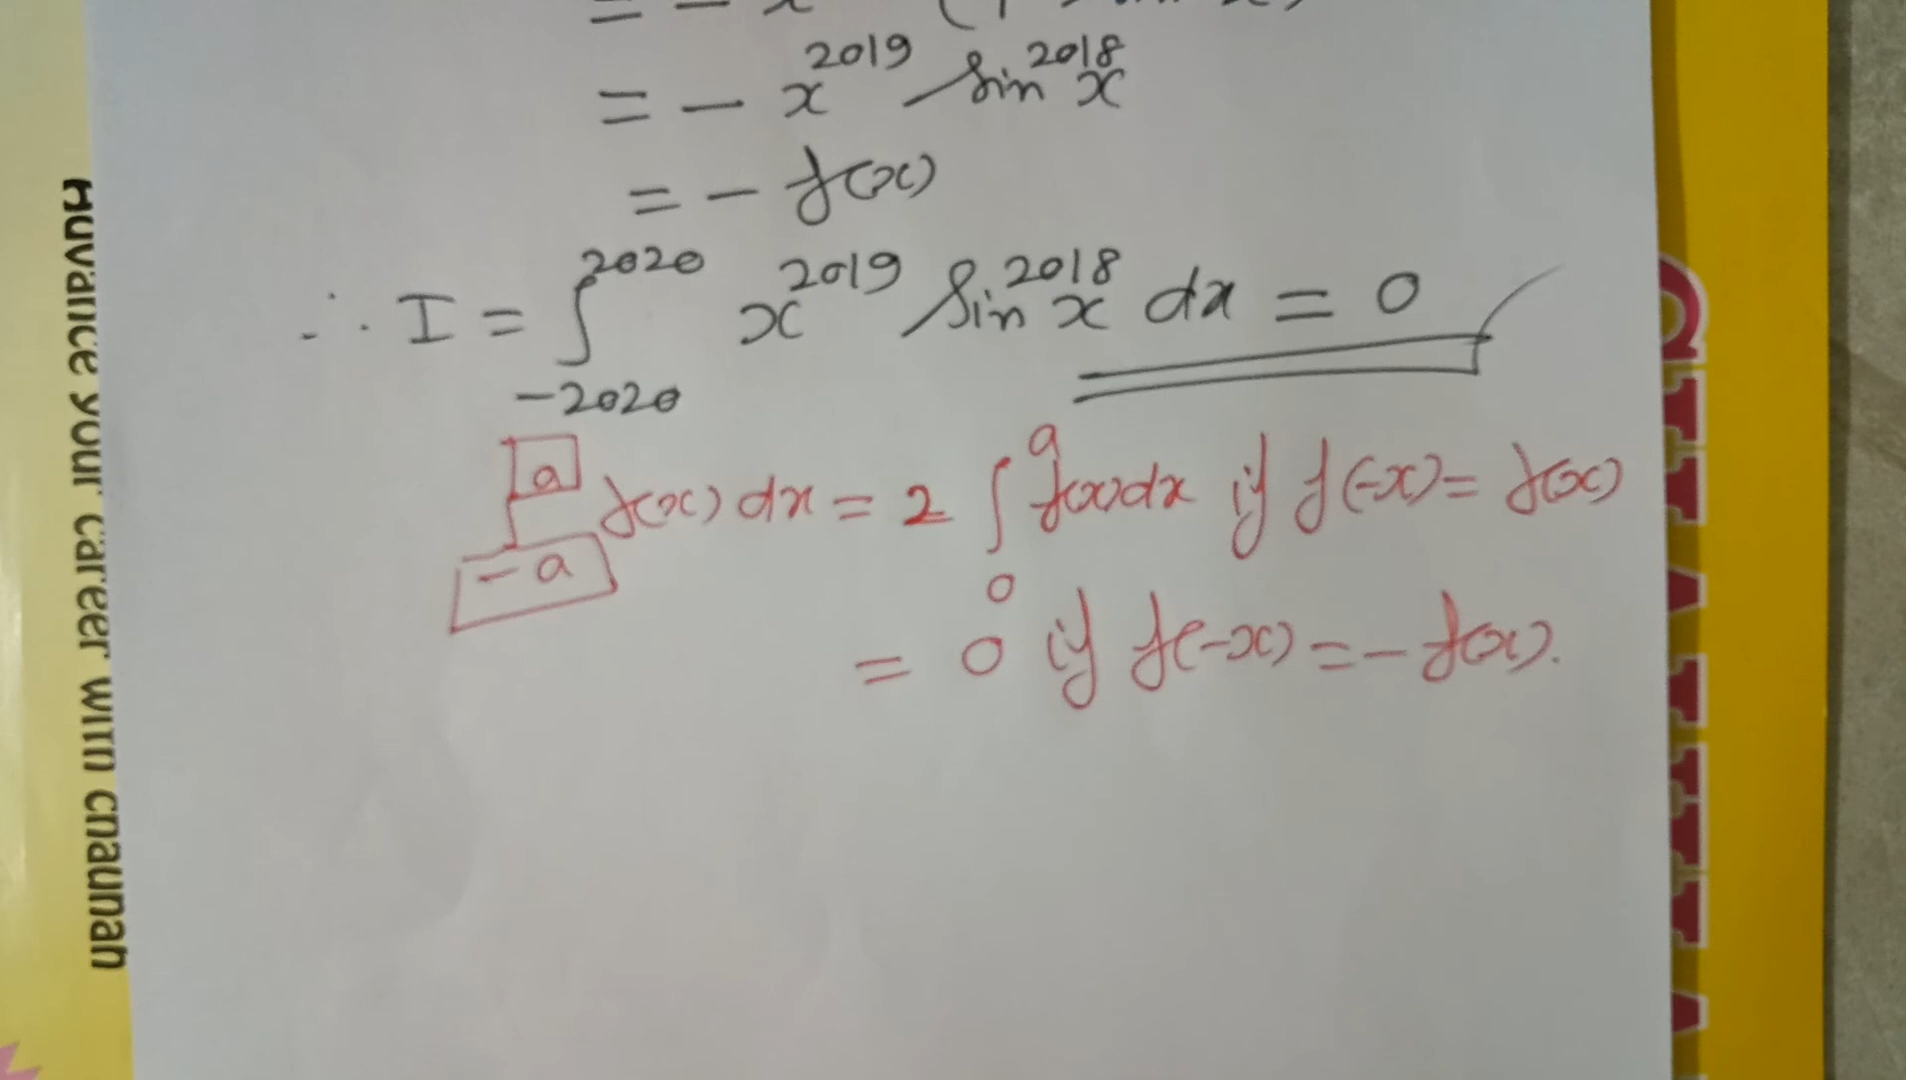 = - x^2019 sin^2018 x
= - f(x)
∴ I = ∫_{-2020}^{2020} x^2019 sin^2018 x dx = 0
∫_{-a}^{a} f(x) dx = 2 ∫_0^a f(x) dx if f(-x) = f(x)
= 0 if f(-x) = - f(x).
Advance your career with